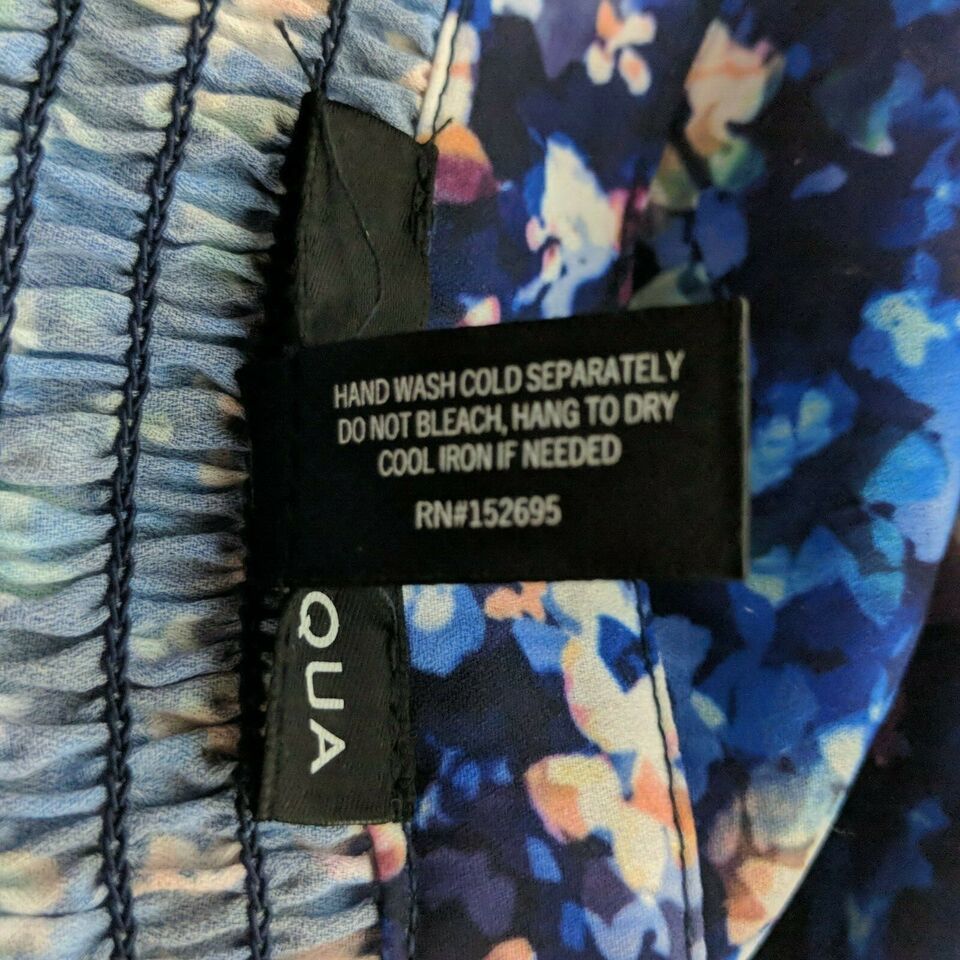 HAND WASH COLD SEPARATELY
DO NOT BLEACH, HANG TO DRY
COOL IRON IF NEEDED
RN#152695
QUA